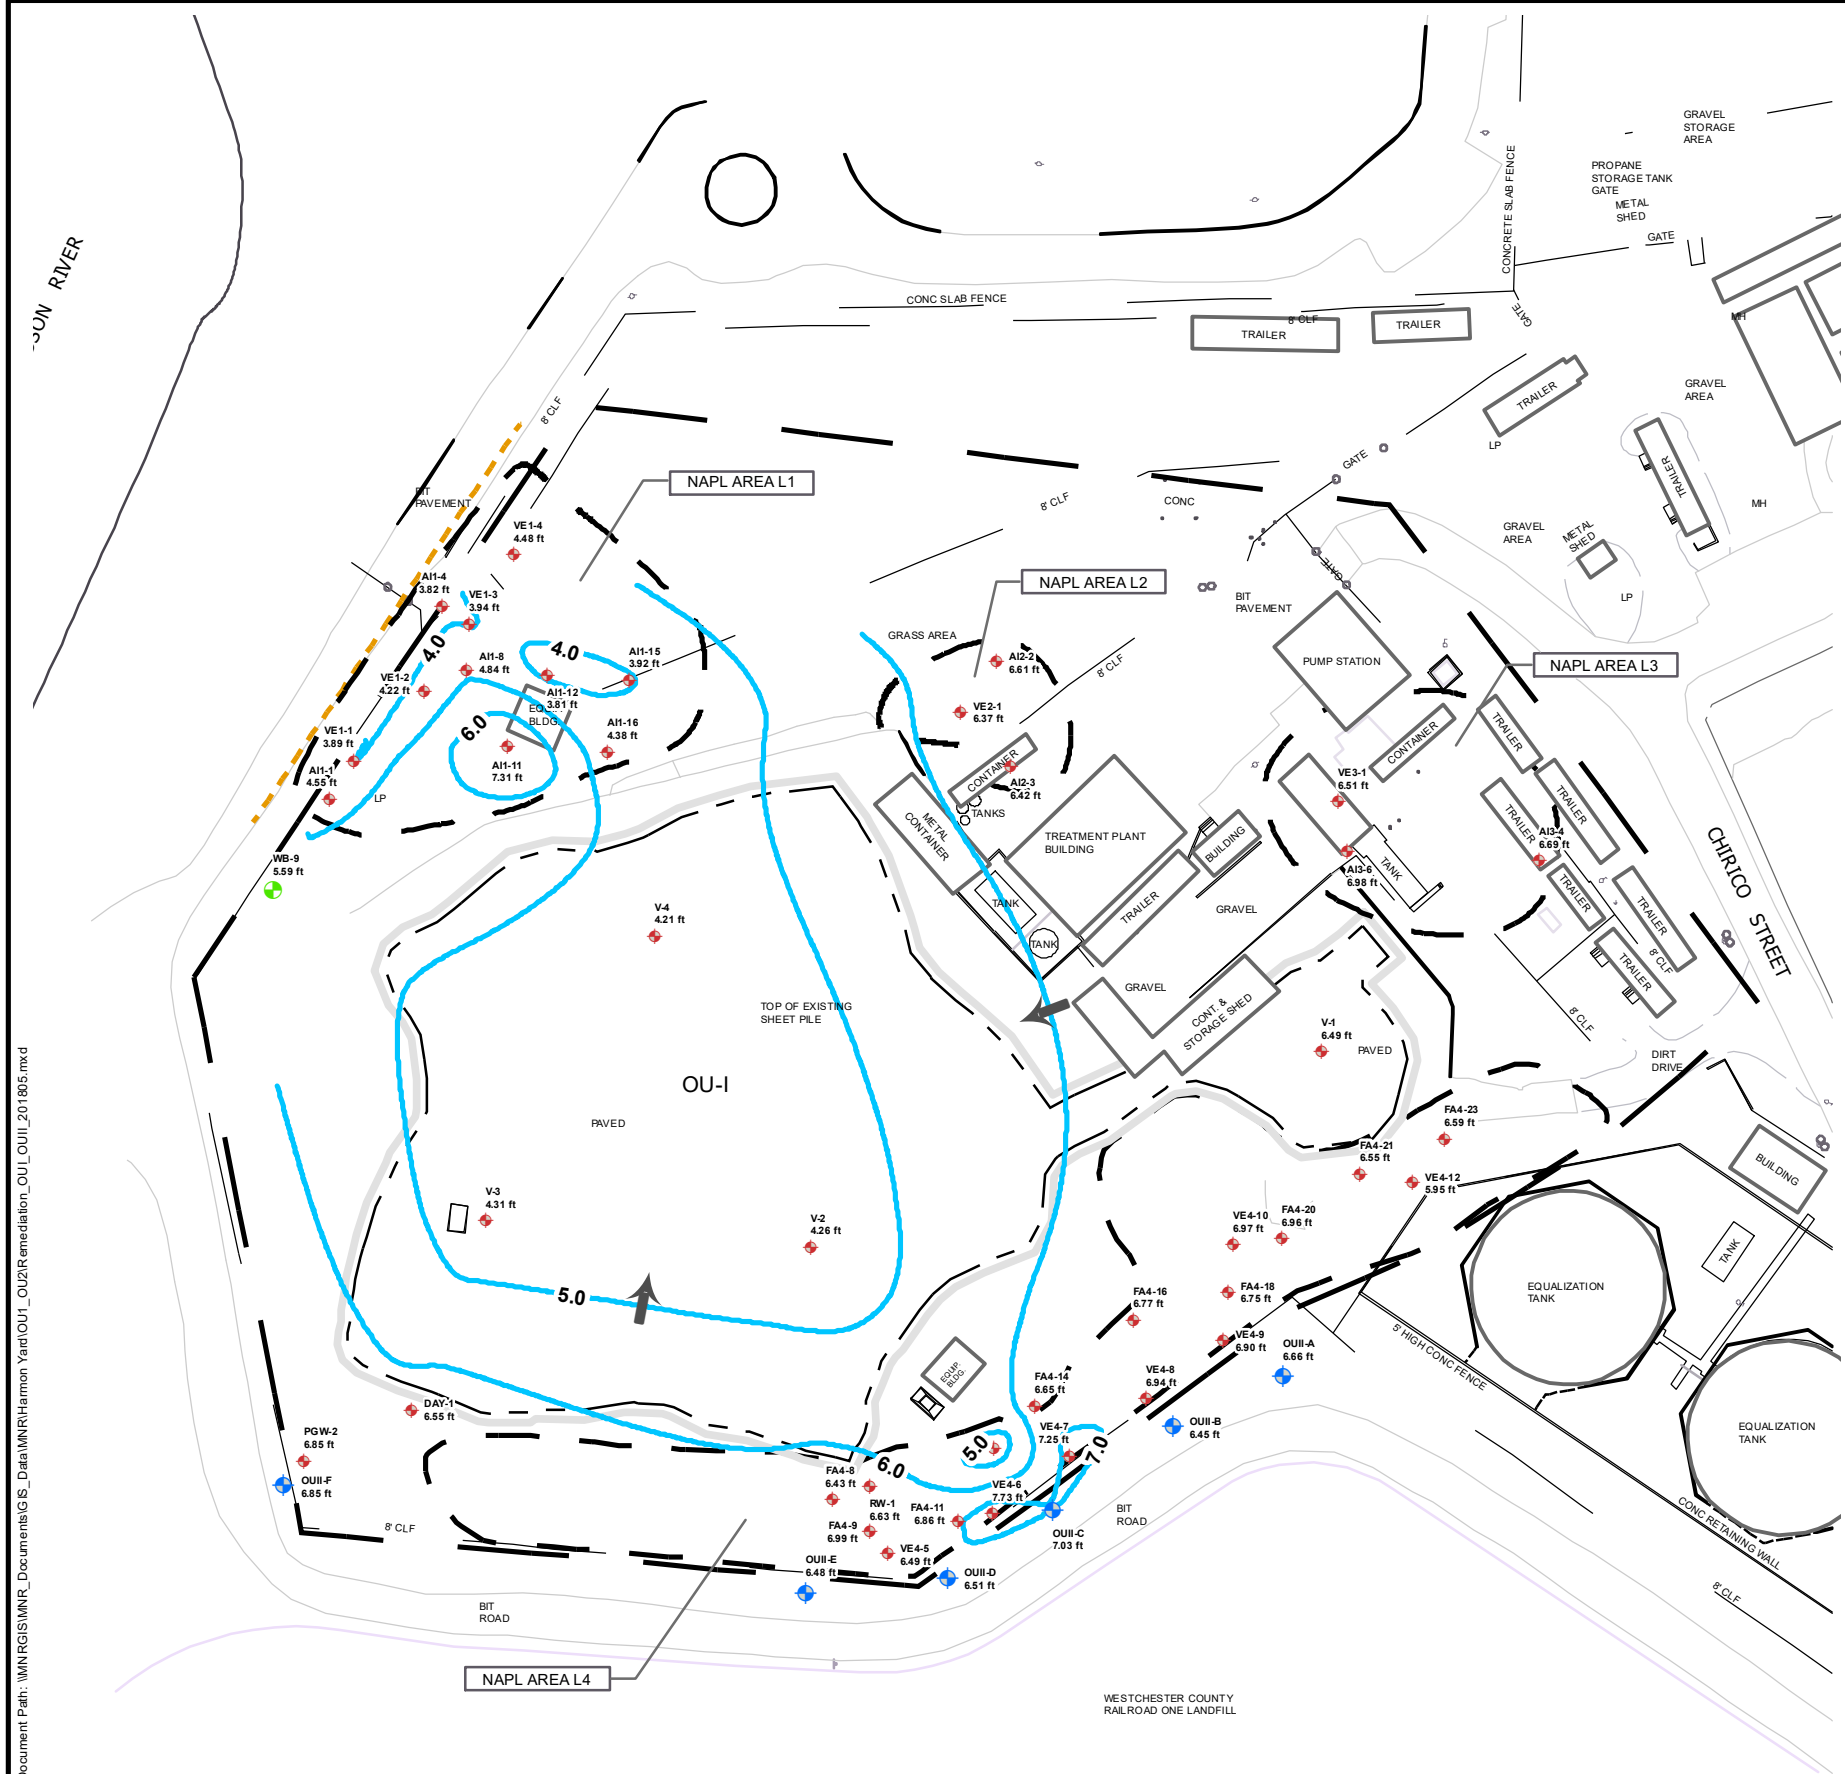 GRAVEL
STORAGE
AREA
PROPANE
STORAGE TANK
GATE
METAL
SHED
GATE
CONCRETE SLAB FENCE
SON RIVER
CONC SLAB FENCE
8' CLF
TRAILER
TRAILER
GATE
MH
TRAILER
GRAVEL
AREA
8' CLF
LP
GATE
TRAILER
NAPL AREA L1
BIT
PAVEMENT
8' CLF
CONC
MH
GRAVEL
AREA
METAL
SHED
VE1-4
4.48 ft
AI1-4
3.82 ft
VE1-3
3.94 ft
NAPL AREA L2
GATE
BIT
PAVEMENT
LP
4.0
4.0
GRASS AREA
AI1-8
4.84 ft
AI1-15
3.92 ft
AI2-2
6.61 ft
8' CLF
PUMP STATION
NAPL AREA L3
VE1-2
4.22 ft
AI1-12
3.81 ft
EQUIP.
BLDG.
6.0
VE2-1
6.37 ft
AI1-16
4.38 ft
VE1-1
3.89 ft
AI1-11
7.31 ft
AI1-1
4.55 ft
LP
CONTAINER
AI2-3
6.42 ft
TANKS
METAL
CONTAINER
TREATMENT PLANT
BUILDING
BUILDING
CONTAINER
TRAILER
VE3-1
6.51 ft
TRAILER
TRAILER
AI3-4
6.69 ft
AI3-6
6.98 ft
TANK
CHIRICO STREET
WB-9
5.59 ft
V-4
4.21 ft
TANK
TRAILER
GRAVEL
TRAILER
TRAILER
TANK
8' CLF
TRAILER
GRAVEL
CONT. &
STORAGE SHED
TOP OF EXISTING
SHEET PILE
8' CLF
V-1
6.49 ft
PAVED
DIRT
DRIVE
OU-I
PAVED
FA4-23
6.59 ft
FA4-21
6.55 ft
VE4-12
5.95 ft
BUILDING
V-3
4.31 ft
V-2
4.26 ft
VE4-10
6.97 ft
FA4-20
6.96 ft
TANK
5.0
FA4-16
6.77 ft
FA4-18
6.75 ft
EQUALIZATION
TANK
VE4-9
6.90 ft
OUII-A
6.66 ft
5' HIGH CONC FENCE
EQUIP.
BLDG.
FA4-14
6.65 ft
VE4-8
6.94 ft
DAY-1
6.55 ft
VE4-7
7.25 ft
OUII-B
6.45 ft
EQUALIZATION
TANK
PGW-2
6.85 ft
5.0
7.0
6.0
OUII-F
6.85 ft
FA4-8
6.43 ft
VE4-6
7.73 ft
RW-1
6.63 ft
FA4-11
6.86 ft
BIT
ROAD
CONC RETAINING WALL
8' CLF
FA4-9
6.99 ft
OUII-C
7.03 ft
VE4-5
6.49 ft
OUII-E
6.48 ft
OUII-D
6.51 ft
8' CLF
BIT
ROAD
NAPL AREA L4
WESTCHESTER COUNTY
RAILROAD ONE LANDFILL
Document Path: \\MNRGIS\MNR_Documents\GIS_Data\MNR\Harmon Yard\OU1_OU2\Remediation_OUI_OUII_201805.mxd